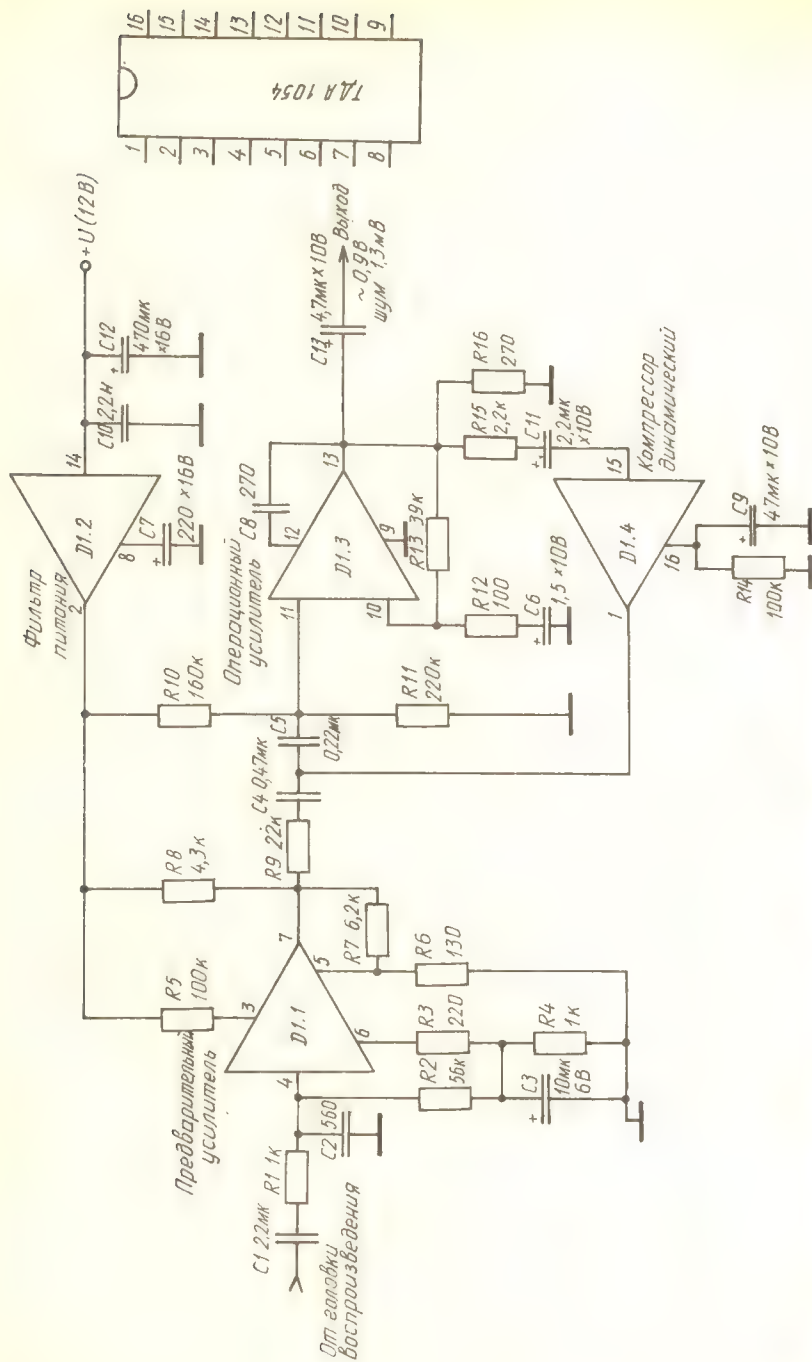 Фильтр
питания
2
D1.2
8
14
C7
220 ×16В
C10 2,2н
C12
470мк
×16В
+U (12В)
+
+
R5
100к
R8
4,3к
R10
160к
Предварительный
усилитель
От головки
воспроизведения
C1 2,2мк
R1 1к
C2 560
4
3
D1.1
7
5
6
R2
56к
R3
220
R6
130
R7 6,2к
C3
10мк
6В
+
R4
1к
R9 22к
C4 0,47мк
C5
0,22мк
R11
220к
Операционный
усилитель
11
10
D1.3
12
9
13
C8 270
R13 39к
R12
100
C6
1,5 ×10В
+
C13
4,7мк×10В
+
Выход
~ 0,9В
шум 1,3мВ
R15
2,2к
R16
270
C11
2,2мк
×10В
+
Компрессор
динамический
15
D1.4
1
16
R14
100к
C9
47мк ×10В
+
ТДА 1054
1
2
3
4
5
6
7
8
16
15
14
13
12
11
10
9